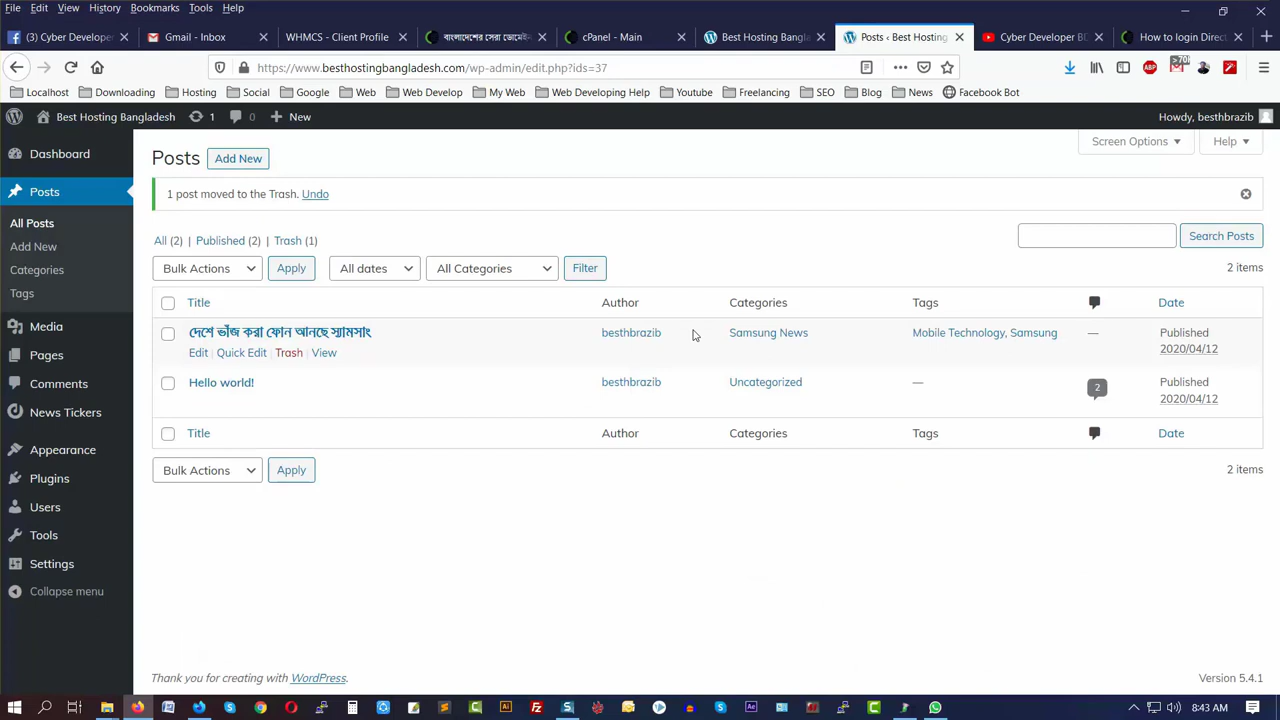 File Edit View History Bookmarks Tools Help
(3) Cyber Develope
Gmail - Inbox
WHMCS - Client Profile
বাংলাদেশের সেরা ডোমেইন
cPanel - Main
Best Hosting Bangla
Posts ‹ Best Hosting
Cyber Developer BD
How to login Direct
https://www.besthostingbangladesh.com/wp-admin/edit.php?ids=37
ABP
>70
Localhost Downloading Hosting Social Google Web Web Develop My Web Web Developing Help Youtube Freelancing SEO Blog News Facebook Bot
Best Hosting Bangladesh 1 0 New Howdy, besthbrazib
Dashboard
Posts
All Posts
Add New
Categories
Tags
Media
Pages
Comments
News Tickers
Appearance
Plugins
Users
Tools
Settings
Collapse menu
Screen Options Help
Posts Add New
1 post moved to the Trash. Undo
All (2) | Published (2) | Trash (1)
Search Posts
Bulk Actions Apply All dates All Categories Filter
2 items
Title Author Categories Tags Date
দেশে ভাঁজ করা ফোন আনছে স্যামসাং besthbrazib Samsung News Mobile Technology, Samsung — Published
Edit | Quick Edit | Trash | View 2020/04/12
Hello world! besthbrazib Uncategorized — 2 Published
2020/04/12
Title Author Categories Tags Date
Bulk Actions Apply
2 items
Thank you for creating with WordPress. Version 5.4.1
8:43 AM